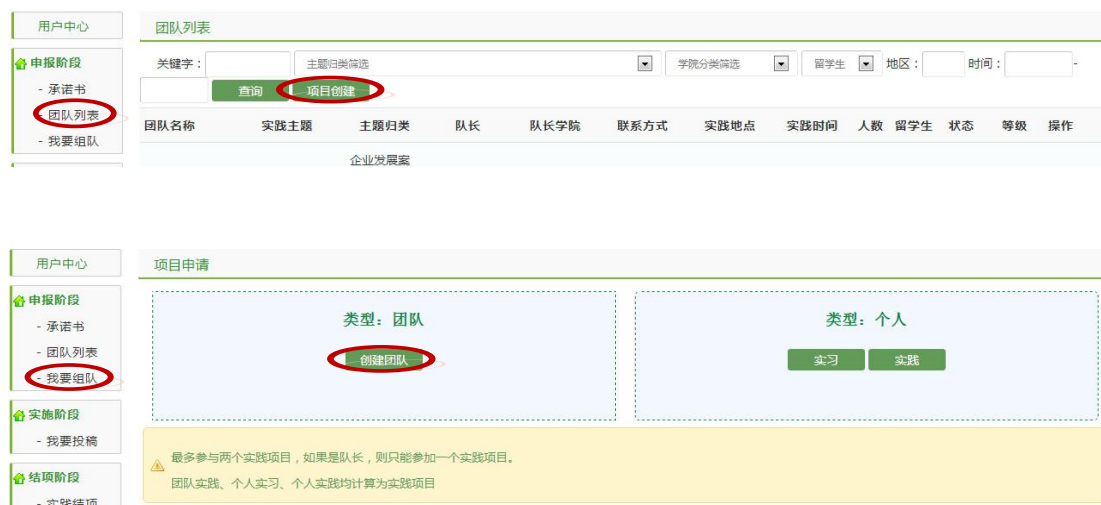 用户中心
团队列表
申报阶段
- 承诺书
- 团队列表
- 我要组队
关键字： 主题归类筛选 学院分类筛选 留学生 地区： 时间： -
查询 项目创建
团队名称 实践主题 主题归类 队长 队长学院 联系方式 实践地点 实践时间 人数 留学生 状态 等级 操作
企业发展案
用户中心
项目申请
申报阶段
- 承诺书
- 团队列表
- 我要组队
实施阶段
- 我要投稿
结项阶段
- 实践结项
类型：团队
创建团队
类型：个人
实习 实践
最多参与两个实践项目，如果是队长，则只能参加一个实践项目。
团队实践、个人实习、个人实践均计算为实践项目